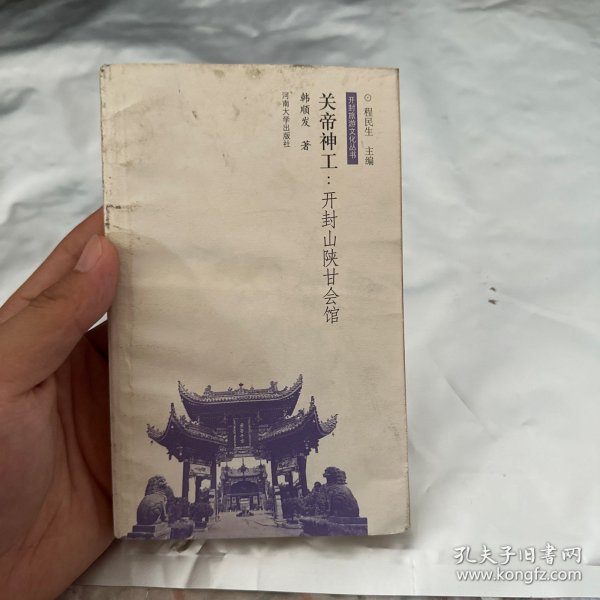 ⊙程民生 主编
开封旅游文化丛书
关帝神工：开封山陕甘会馆
韩顺发 著
河南大学出版社
孔夫子旧书网
www.kongfz.com